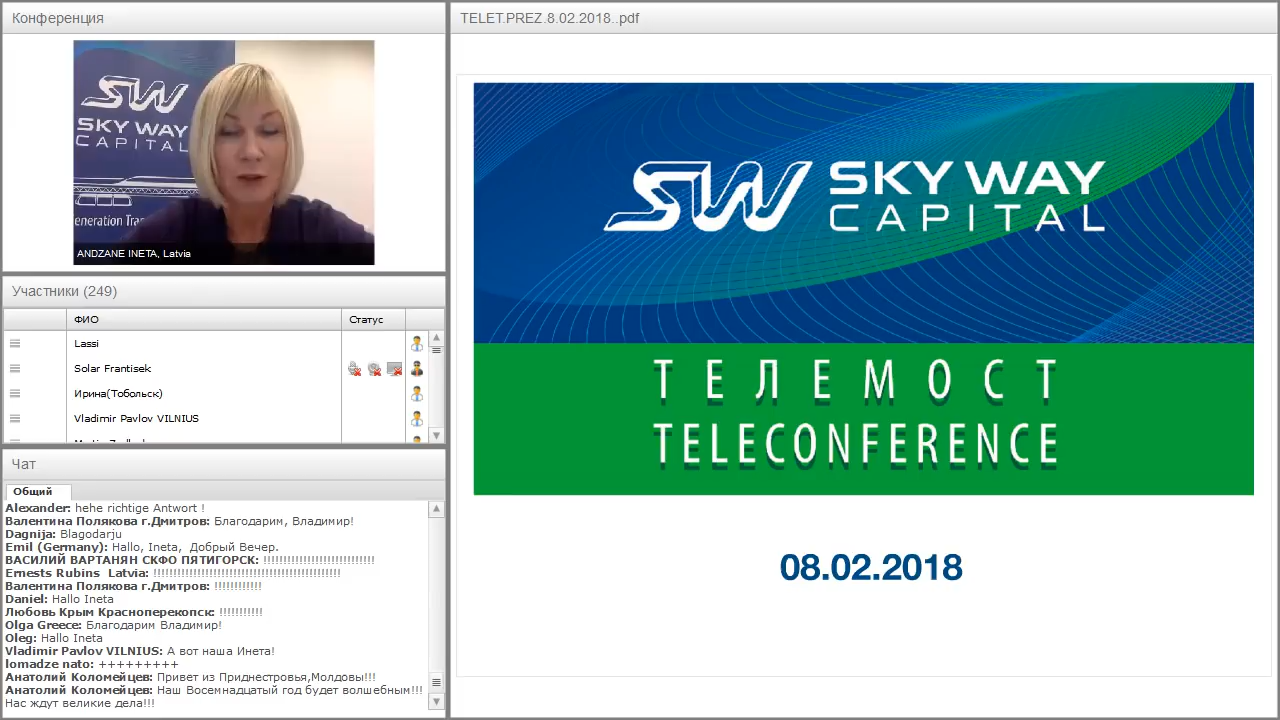 Конференция
SW
SKY WAY
CAPITAL
eneration Tra
ANDZANE INETA, Latvia
Участники (249)
ФИО
Статус
Lassi
Solar Frantisek
Ирина(Тобольск)
Vladimir Pavlov VILNIUS
Чат
Общий
Alexander: hehe richtige Antwort !
Валентина Полякова г.Дмитров: Благодарим, Владимир!
Dagnija: Blagodarju
Emil (Germany): Hallo, Ineta, Добрый Вечер.
ВАСИЛИЙ ВАРТАНЯН СКФО ПЯТИГОРСК: !!!!!!!!!!!!!!!!!!!!!!!!!!!!
Ernests Rubins Latvia: !!!!!!!!!!!!!!!!!!!!!!!!!!!!!!!!!!!!!!!!!!!!!!!
Валентина Полякова г.Дмитров: !!!!!!!!!!!!
Daniel: Hallo Ineta
Любовь Крым Красноперекопск: !!!!!!!!!!!
Olga Greece: Благодарим Владимир!
Oleg: Hallo Ineta
Vladimir Pavlov VILNIUS: А вот наша Инета!
lomadze nato: +++++++++
Анатолий Коломейцев: Привет из Приднестровья,Молдовы!!!
Анатолий Коломейцев: Наш Восемнадцатый год будет волшебным!!!
Нас ждут великие дела!!!
TELET.PREZ.8.02.2018..pdf
SW SKY WAY
CAPITAL
ТЕЛЕМОСТ
TELECONFERENCE
08.02.2018